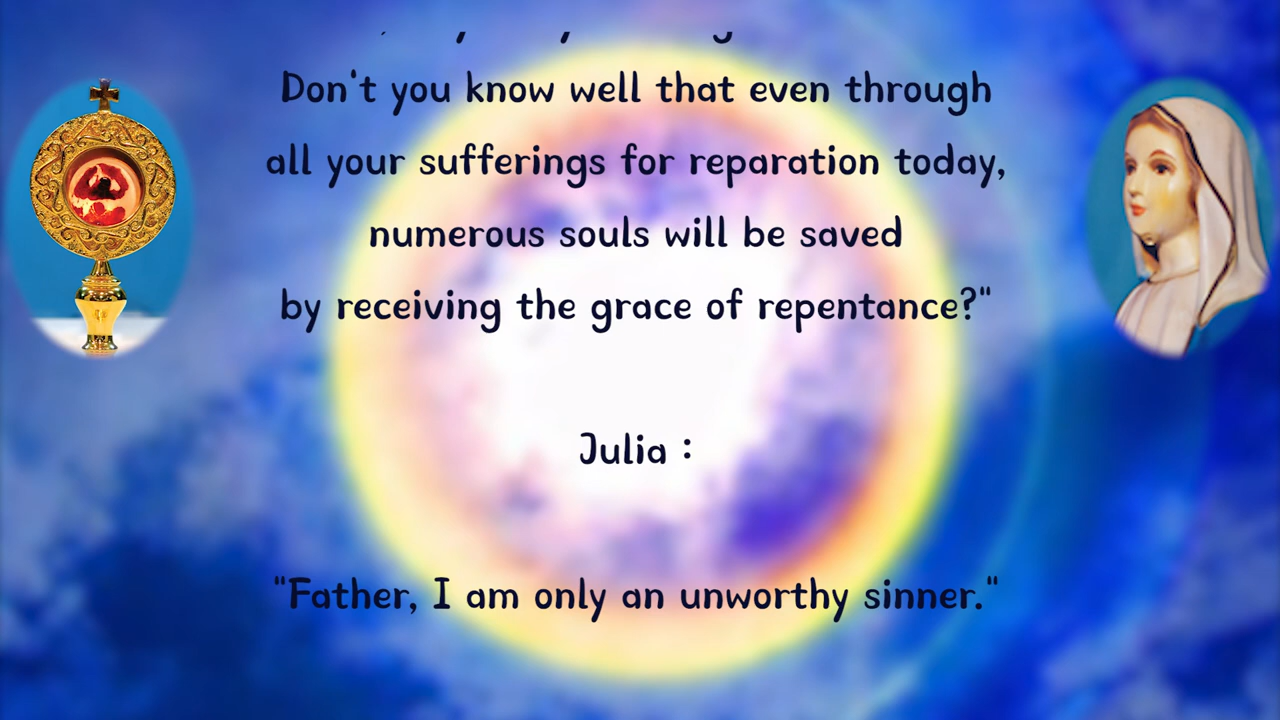 Don't you know well that even through
all your sufferings for reparation today,
numerous souls will be saved
by receiving the grace of repentance?"
Julia :
"Father, I am only an unworthy sinner."